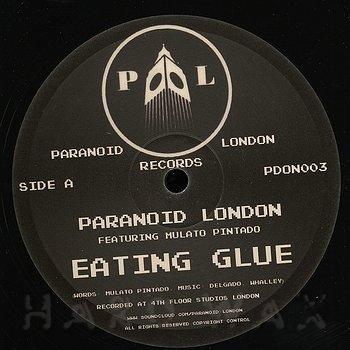 P L
PARANOID RECORDS LONDON
SIDE A PDON003
PARANOID LONDON
FEATURING MULATO PINTADO
EATING GLUE
WORDS: MULATO PINTADO. MUSIC: DELGADO, WHALLEY
RECORDED AT 4TH FLOOR STUDIOS LONDON
WWW.SOUNDCLOUD.COM/PARANOID LONDON
ALL RIGHTS RESERVED COPYRIGHT CONTROL
HARDWAX